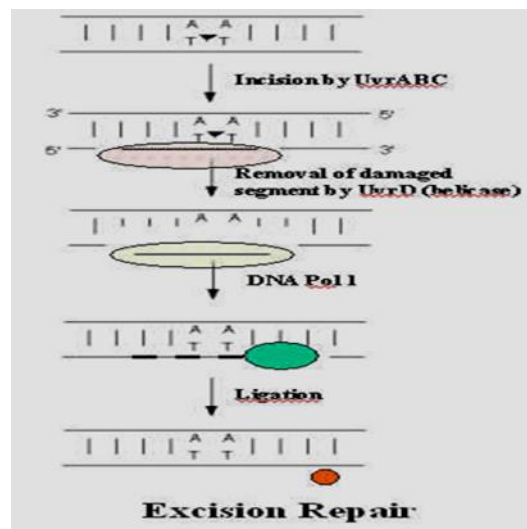 A A
T T
Incision by UvrABC
3' 5'
A A
T T
5' 3'
Removal of damaged
segment by UvrD (helicase)
A A
DNA Pol 1
A A
T T
Ligation
A A
T T
Excision Repair